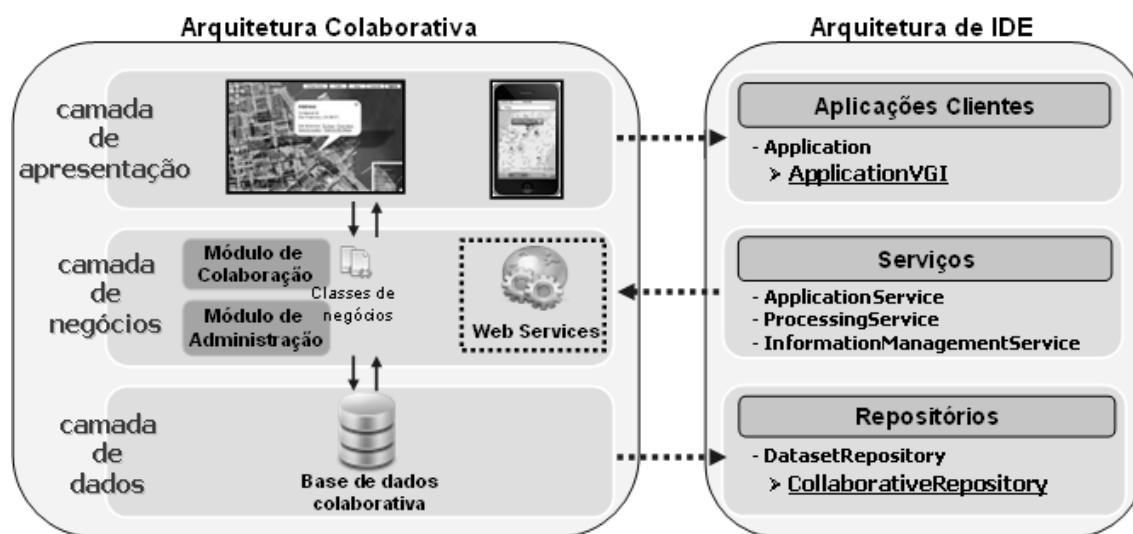 Arquitetura Colaborativa
camada
de
apresentação
camada
de
negócios
Módulo de
Colaboração
Módulo de
Administração
Classes de
negócios
Web Services
camada
de
dados
Base de dados
colaborativa
Arquitetura de IDE
Aplicações Clientes
- Application
> ApplicationVGI
Serviços
- ApplicationService
- ProcessingService
- InformationManagementService
Repositórios
- DatasetRepository
> CollaborativeRepository